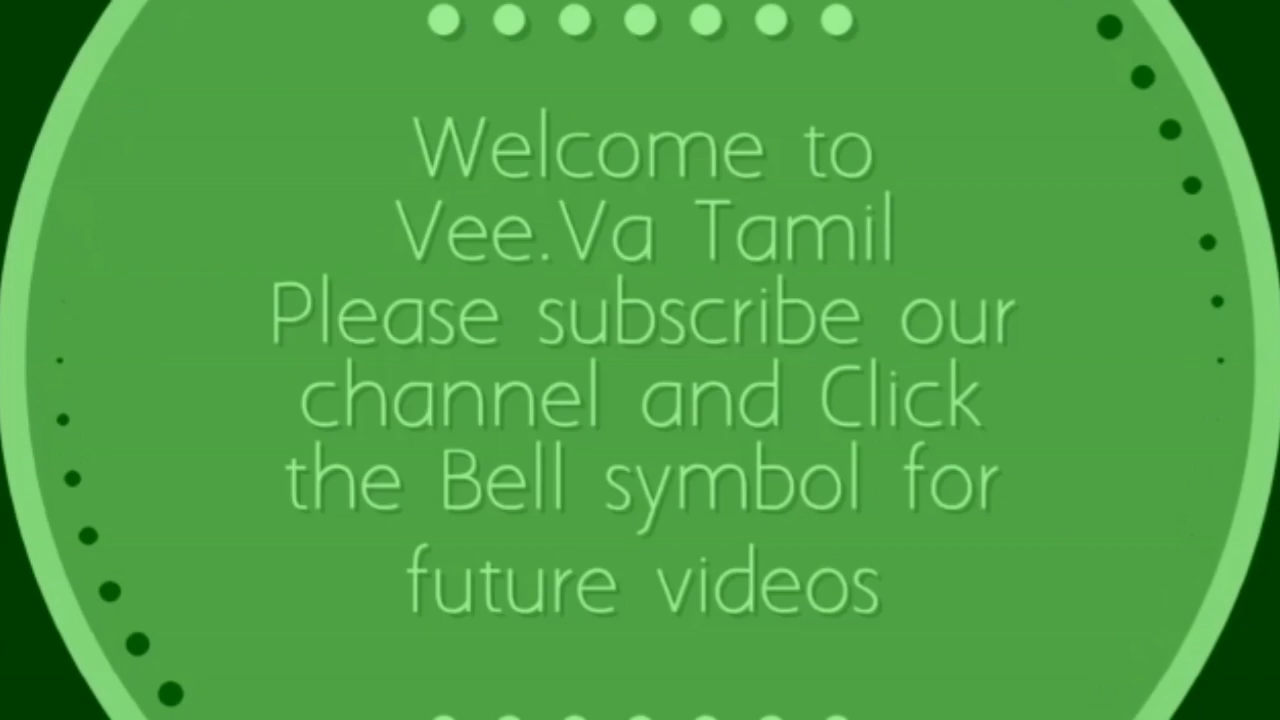 Welcome to
Vee.Va Tamil
Please subscribe our
channel and Click
the Bell symbol for
future videos